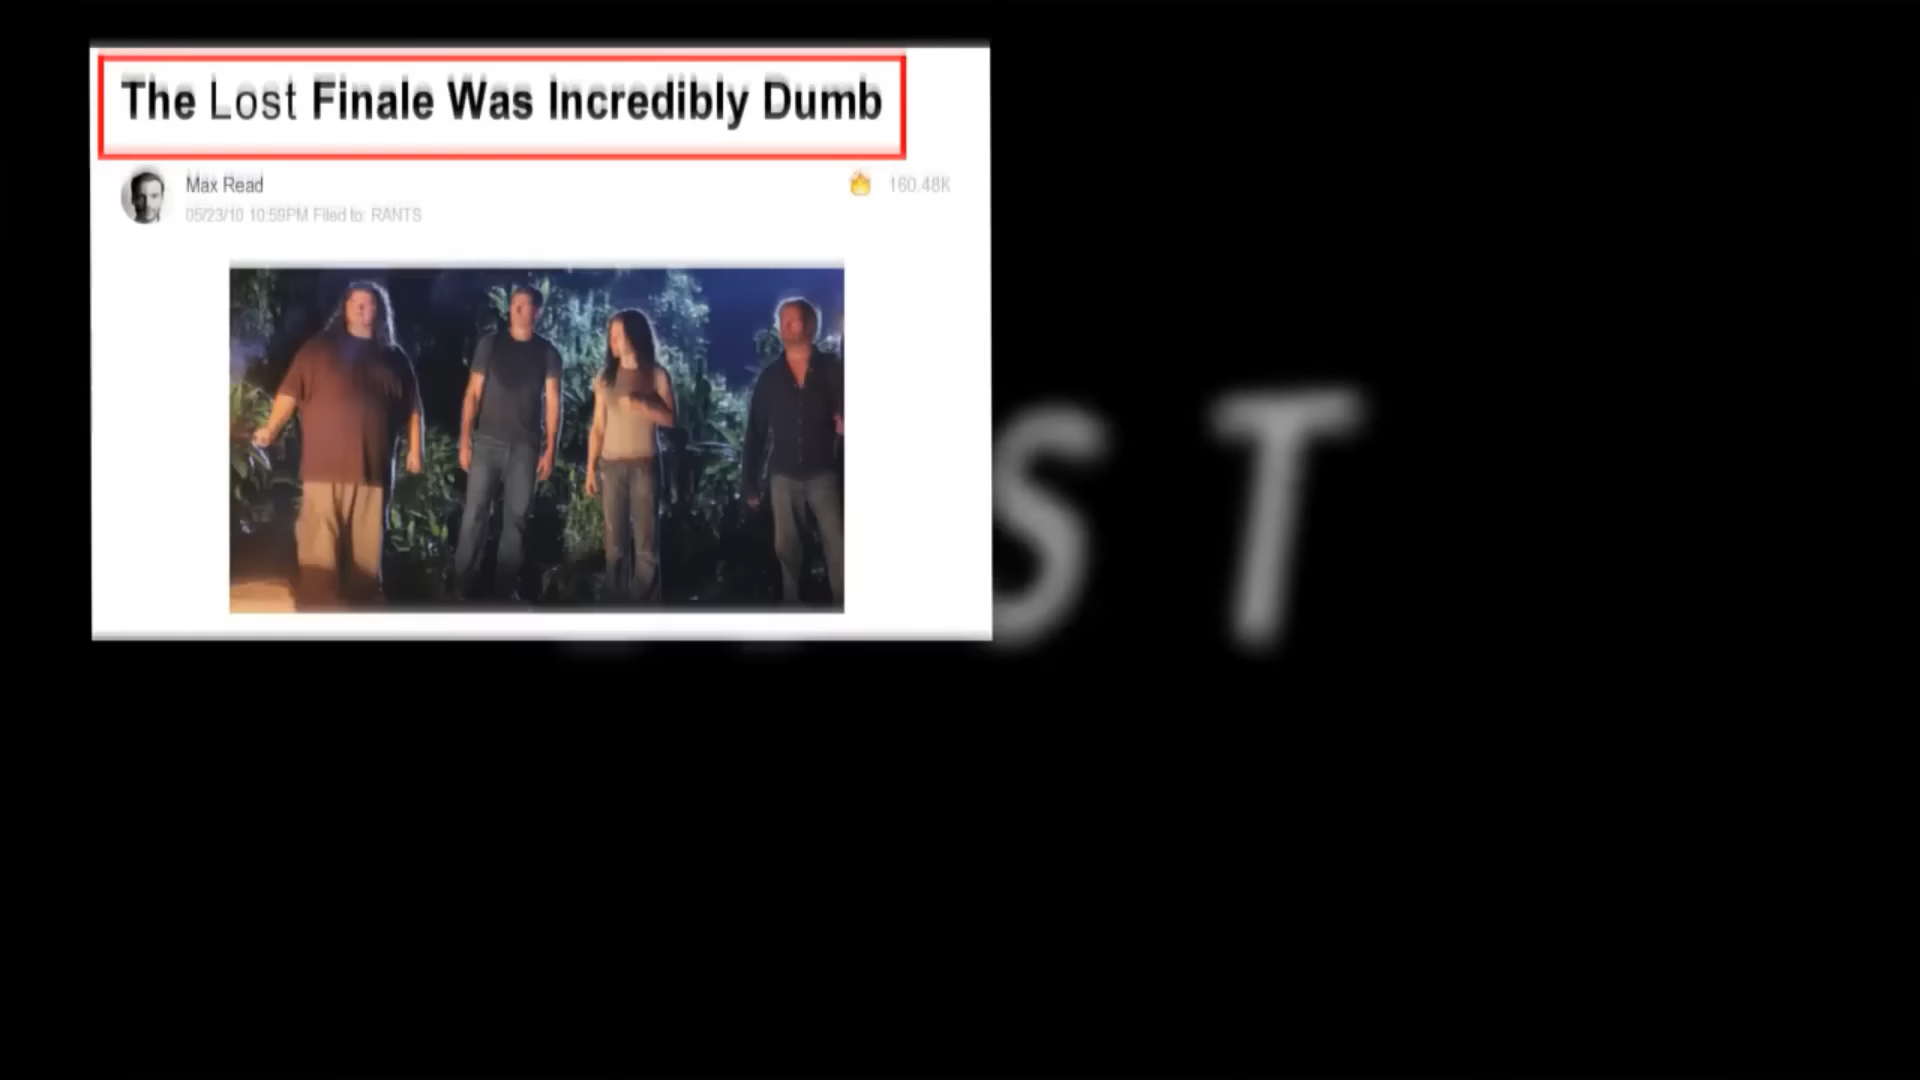 The Lost Finale Was Incredibly Dumb
Max Read
160.48K
05/23/10 10:59PM Filed to: RANTS
ST